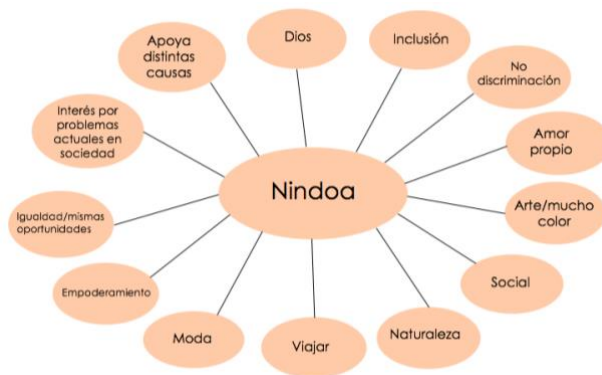 Dios
Inclusión
No
discriminación
Amor
propio
Arte/mucho
color
Social
Naturaleza
Viajar
Moda
Empoderamiento
Igualdad/mismas
oportunidades
Interés por
problemas
actuales en
sociedad
Apoya
distintas
causas
Nindoa